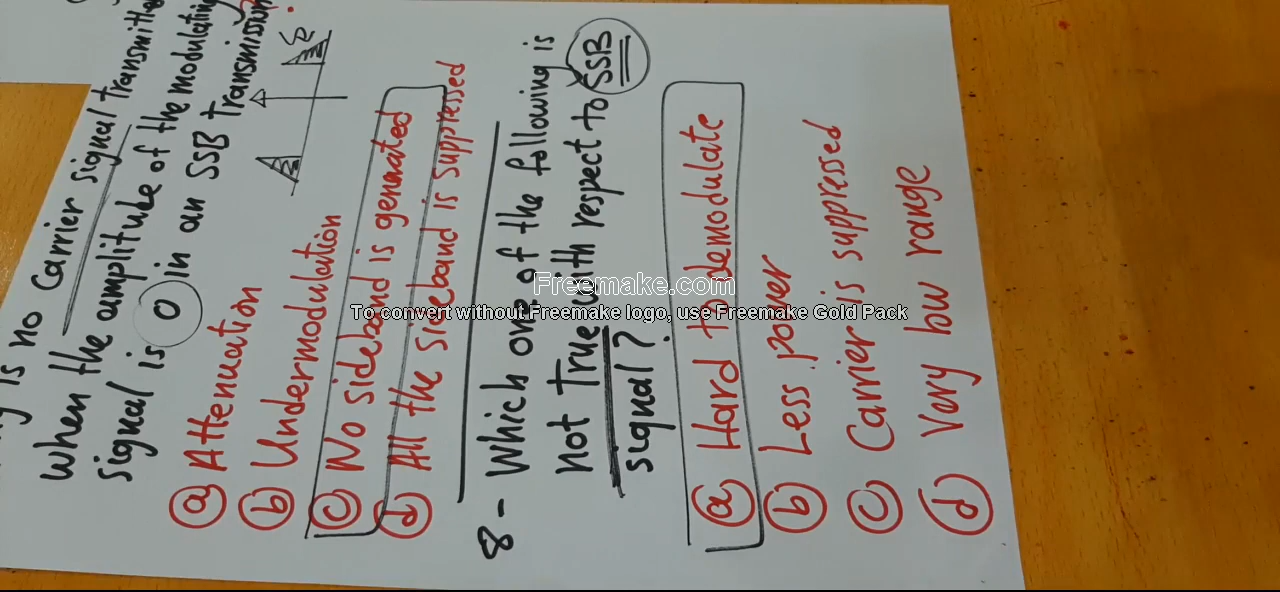 is no carrier signal transmitte
when the amplitude of the modulating
signal is 0 in an SSB transmission
ⓐ Attenuation
ⓑ Undermodulation
ⓒ No sideband is genarated
ⓓ All the sideband is suppressed
8- Which one of the following is
not True with respect to SSB
signal?
ⓐ Hard to demodulate
ⓑ Less power
ⓒ Carrier is suppressed
ⓓ Very low range
Freemake.com
To convert without Freemake logo, use Freemake Gold Pack